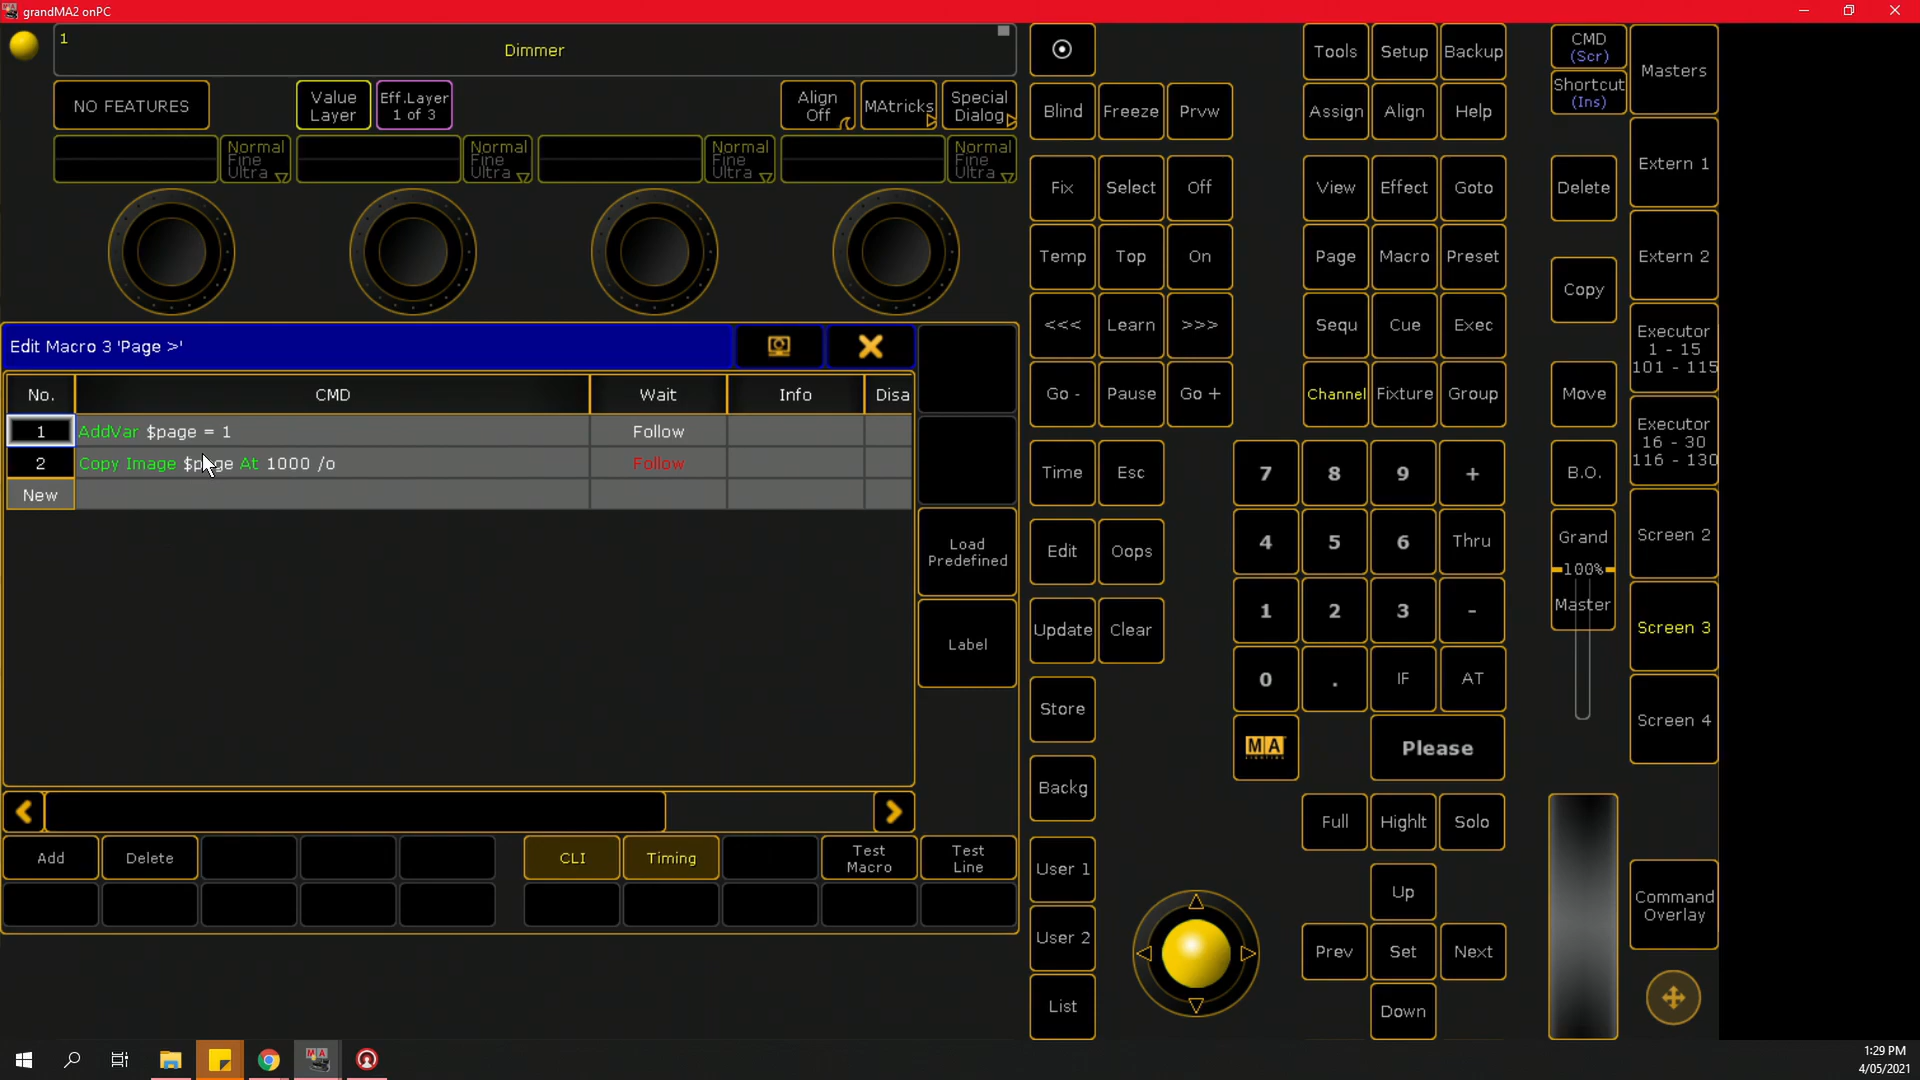 grandMA2 onPC
1
Dimmer
NO FEATURES
Value
Layer
Eff.Layer
1 of 3
Align
Off
MAtricks
Special
Dialog
Normal
Fine
Ultra
Normal
Fine
Ultra
Normal
Fine
Ultra
Normal
Fine
Ultra
Edit Macro 3 'Page >'
No. CMD Wait Info Disa
1 AddVar $page = 1 Follow
2 Copy Image $page At 1000 /o Follow
New
Load
Predefined
Label
Add Delete CLI Timing
Test
Macro
Test
Line
Tools Setup Backup
Blind Freeze Prvw Assign Align Help
Fix Select Off View Effect Goto
Temp Top On Page Macro Preset
<<< Learn >>> Sequ Cue Exec
Go - Pause Go + Channel Fixture Group
Time Esc 7 8 9 +
Edit Oops 4 5 6 Thru
Update Clear 1 2 3 -
Store 0 . IF AT
MA
LIGHTING
Please
Backg
Full Highlt Solo
User 1
Up
User 2
Prev Set Next
List
Down
CMD
(Scr)
Shortcut
(Ins)
Delete
Copy
Move
B.O.
Grand
100%
Master
Masters
Extern 1
Extern 2
Executor
1 - 15
101 - 115
Executor
16 - 30
116 - 130
Screen 2
Screen 3
Screen 4
Command
Overlay
MA
1:29 PM
4/05/2021